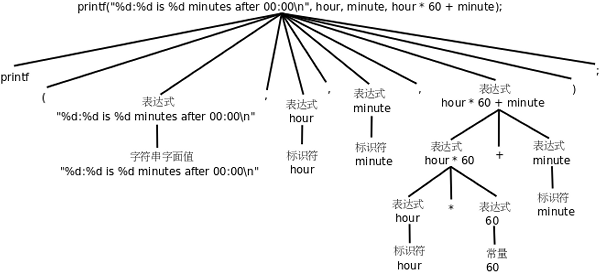 printf("%d:%d is %d minutes after 00:00\n", hour, minute, hour * 60 + minute);
printf
(
表达式
"%d:%d is %d minutes after 00:00\n"
字符串字面值
"%d:%d is %d minutes after 00:00\n"
,
表达式
hour
标识符
hour
,
表达式
minute
标识符
minute
,
表达式
hour * 60 + minute
表达式
hour * 60
表达式
hour
标识符
hour
*
表达式
60
常量
60
+
表达式
minute
标识符
minute
)
;